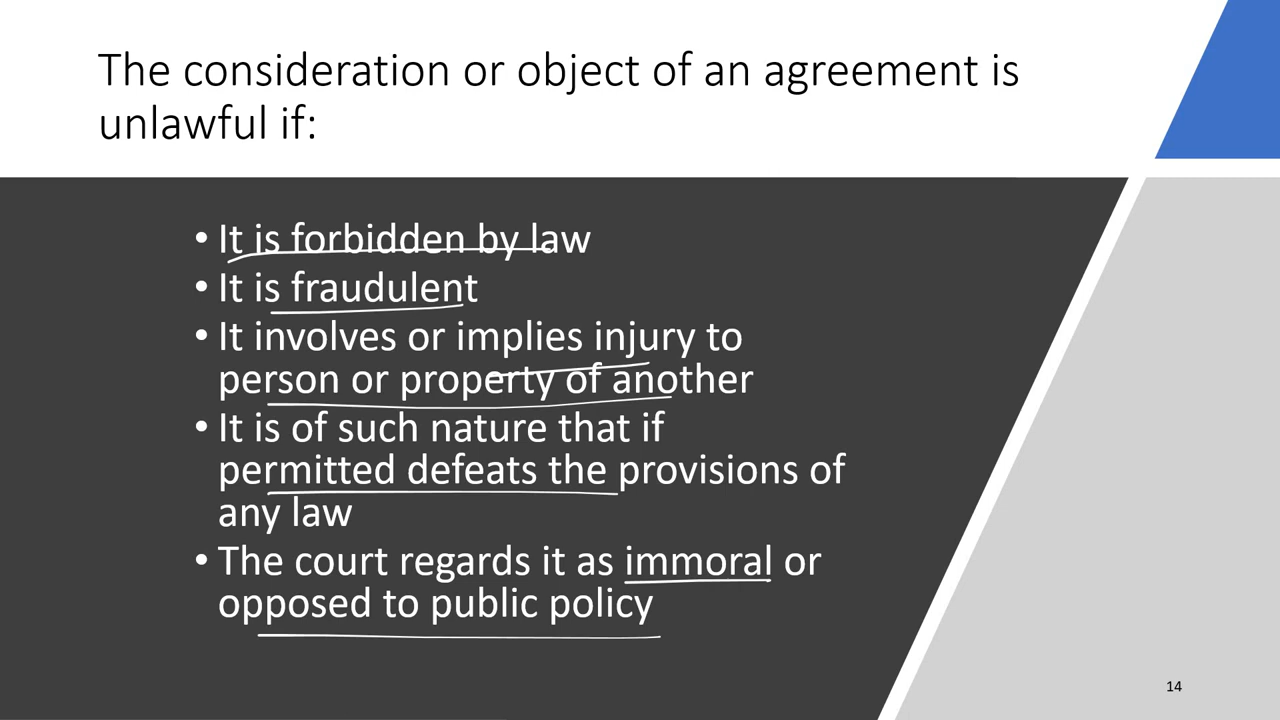 The consideration or object of an agreement is
unlawful if:
• It is forbidden by law
• It is fraudulent
• It involves or implies injury to
person or property of another
• It is of such nature that if
permitted defeats the provisions of
any law
• The court regards it as immoral or
opposed to public policy
14